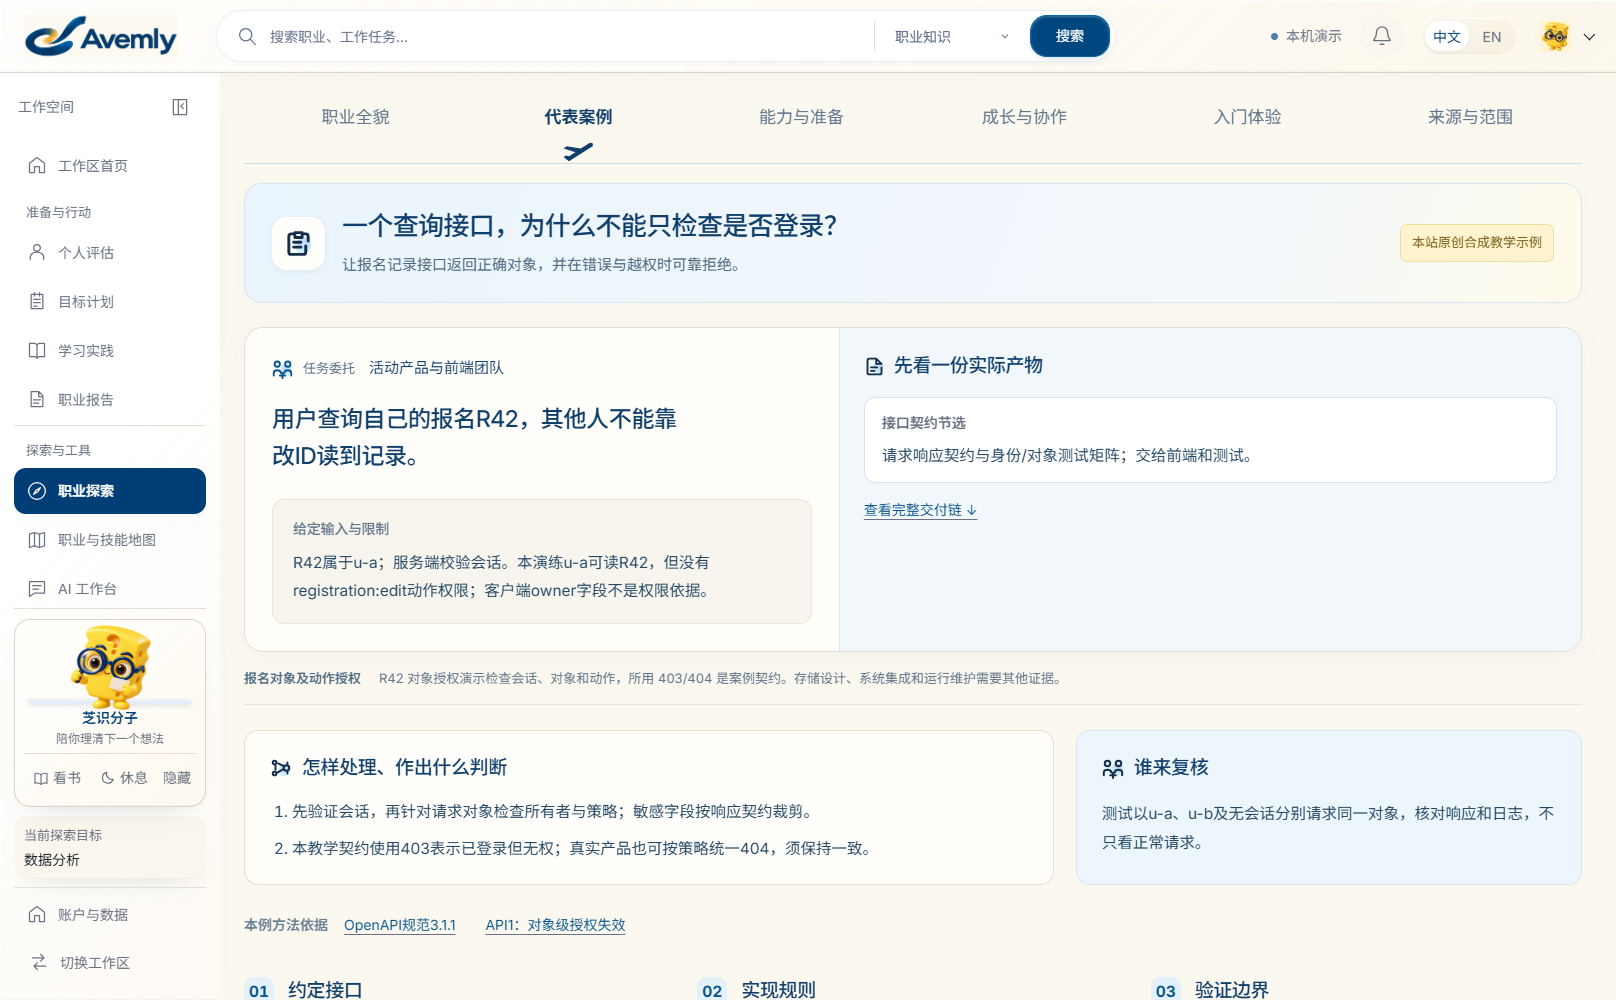 Avemly
搜索职业、工作任务...
职业知识
搜索
本机演示
中文
EN
工作空间
工作区首页
准备与行动
个人评估
目标计划
学习实践
职业报告
探索与工具
职业探索
职业与技能地图
AI 工作台
芝识分子
陪你理清下一个想法
看书
休息
隐藏
当前探索目标
数据分析
账户与数据
切换工作区
职业全貌
代表案例
能力与准备
成长与协作
入门体验
来源与范围
一个查询接口，为什么不能只检查是否登录？
让报名记录接口返回正确对象，并在错误与越权时可靠拒绝。
本站原创合成教学示例
任务委托 活动产品与前端团队
用户查询自己的报名R42，其他人不能靠
改ID读到记录。
给定输入与限制
R42属于u-a；服务端校验会话。本演练u-a可读R42，但没有
registration:edit动作权限；客户端owner字段不是权限依据。
先看一份实际产物
接口契约节选
请求响应契约与身份/对象测试矩阵；交给前端和测试。
查看完整交付链 ↓
报名对象及动作授权 R42 对象授权演示检查会话、对象和动作，所用 403/404 是案例契约。存储设计、系统集成和运行维护需要其他证据。
怎样处理、作出什么判断
1. 先验证会话，再针对请求对象检查所有者与策略；敏感字段按响应契约裁剪。
2. 本教学契约使用403表示已登录但无权；真实产品也可按策略统一404，须保持一致。
谁来复核
测试以u-a、u-b及无会话分别请求同一对象，核对响应和日志，不
只看正常请求。
本例方法依据 OpenAPI规范3.1.1 API1：对象级授权失效
01 约定接口
02 实现规则
03 验证边界